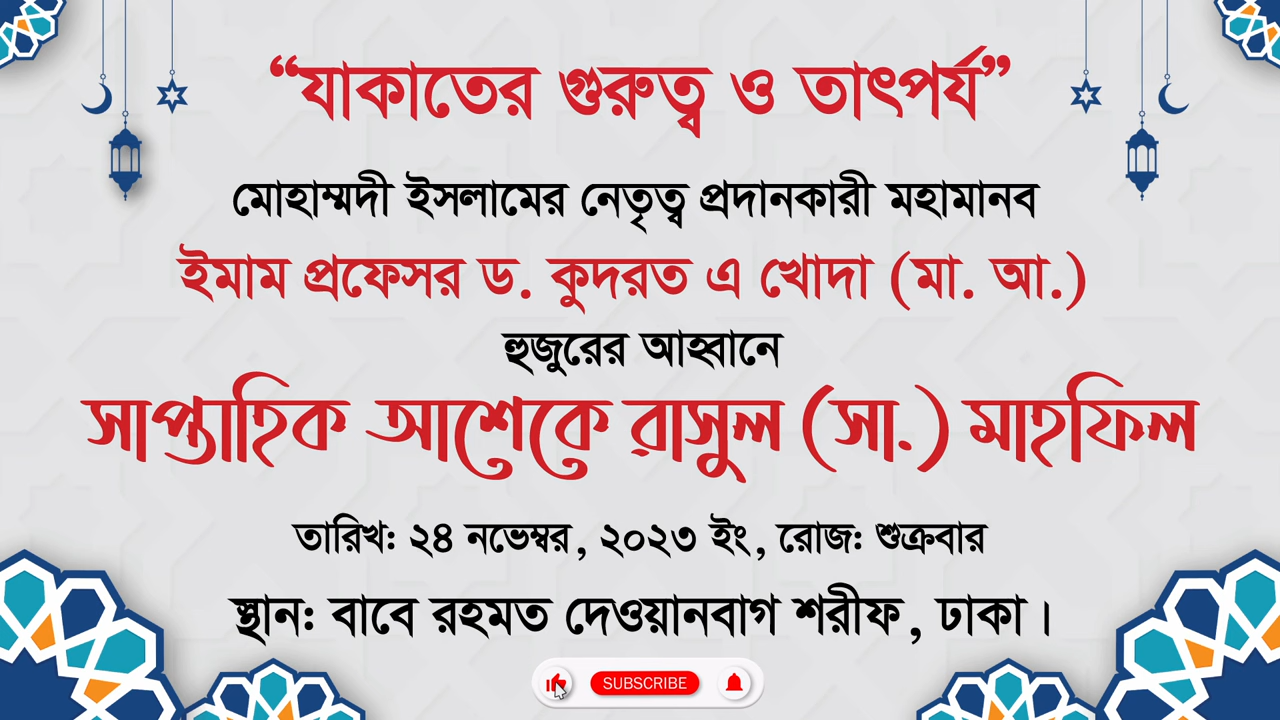 “যাকাতের গুরুত্ব ও তাৎপর্য”
মোহাম্মদী ইসলামের নেতৃত্ব প্রদানকারী মহামানব
ইমাম প্রফেসর ড. কুদরত এ খোদা (মা. আ.)
হুজুরের আহ্বানে
সাপ্তাহিক আশেকে রাসুল (সা.) মাহফিল
তারিখ: ২৪ নভেম্বর, ২০২৩ ইং, রোজ: শুক্রবার
স্থান: বাবে রহমত দেওয়ানবাগ শরীফ, ঢাকা।
SUBSCRIBE